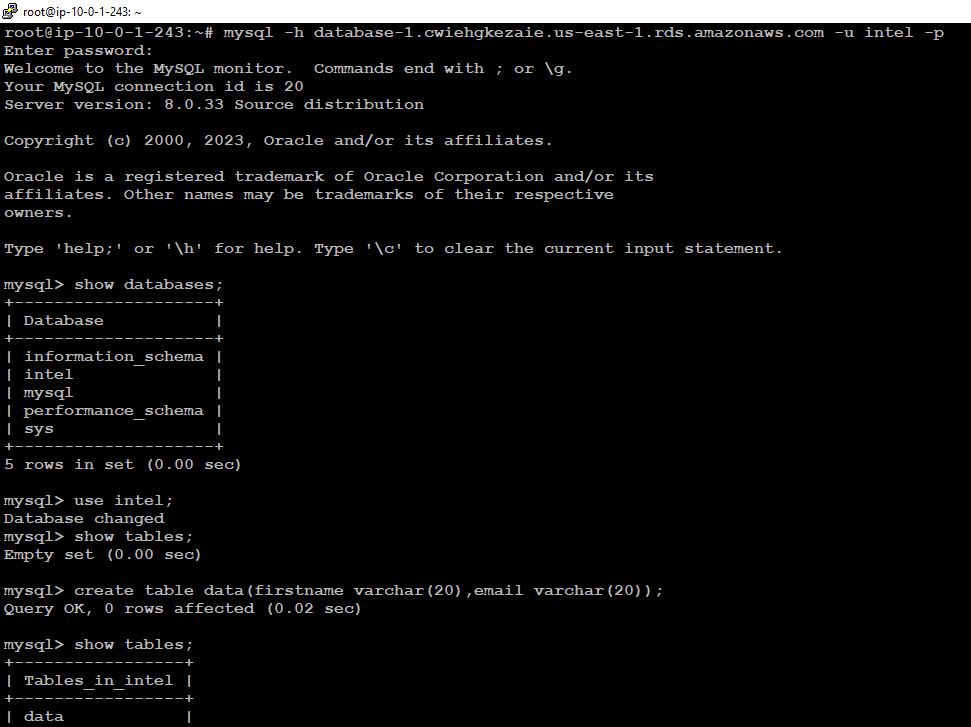 root@ip-10-0-1-243: ~
root@ip-10-0-1-243:~# mysql -h database-1.cwiehgkezaie.us-east-1.rds.amazonaws.com -u intel -p
Enter password:
Welcome to the MySQL monitor.  Commands end with ; or \g.
Your MySQL connection id is 20
Server version: 8.0.33 Source distribution
Copyright (c) 2000, 2023, Oracle and/or its affiliates.
Oracle is a registered trademark of Oracle Corporation and/or its
affiliates. Other names may be trademarks of their respective
owners.
Type 'help;' or '\h' for help. Type '\c' to clear the current input statement.
mysql> show databases;
+--------------------+
| Database           |
+--------------------+
| information_schema |
| intel              |
| mysql              |
| performance_schema |
| sys                |
+--------------------+
5 rows in set (0.00 sec)
mysql> use intel;
Database changed
mysql> show tables;
Empty set (0.00 sec)
mysql> create table data(firstname varchar(20),email varchar(20));
Query OK, 0 rows affected (0.02 sec)
mysql> show tables;
+-----------------+
| Tables_in_intel |
+-----------------+
| data            |